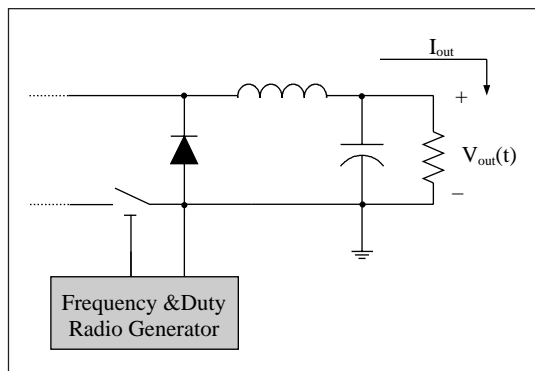 I_out
+
V_out(t)
−
Frequency &Duty
Radio Generator